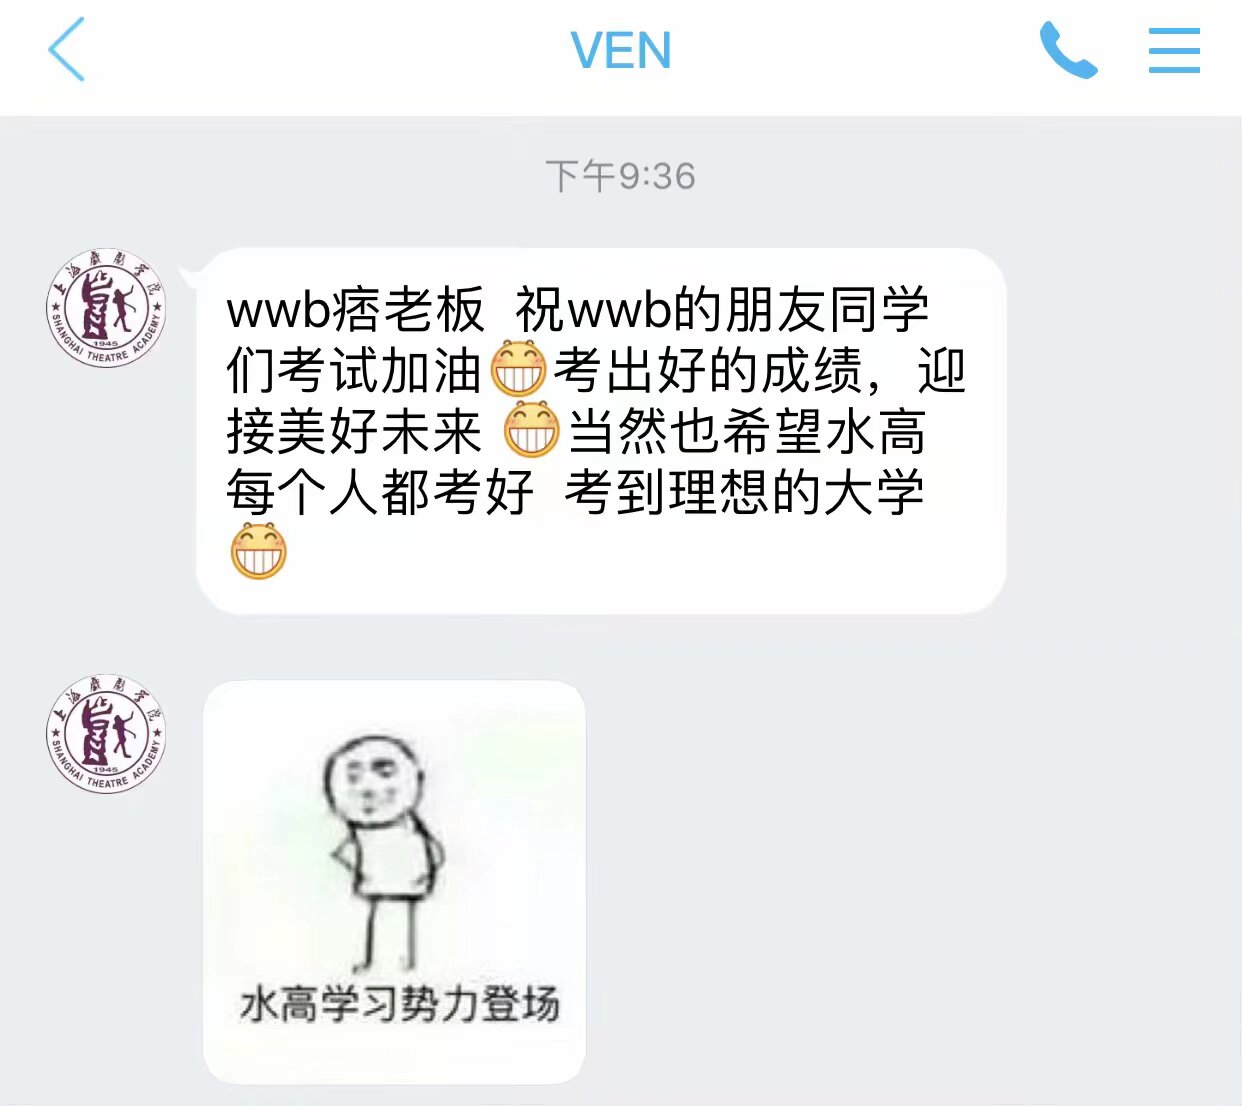 VEN
下午9:36
上海戲劇学院
SHANGHAI THEATRE ACADEMY
1945
wwb痞老板 祝wwb的朋友同学
们考试加油😁考出好的成绩，迎
接美好未来 😁当然也希望水高
每个人都考好 考到理想的大学
😁
上海戲劇学院
SHANGHAI THEATRE ACADEMY
1945
水高学习势力登场